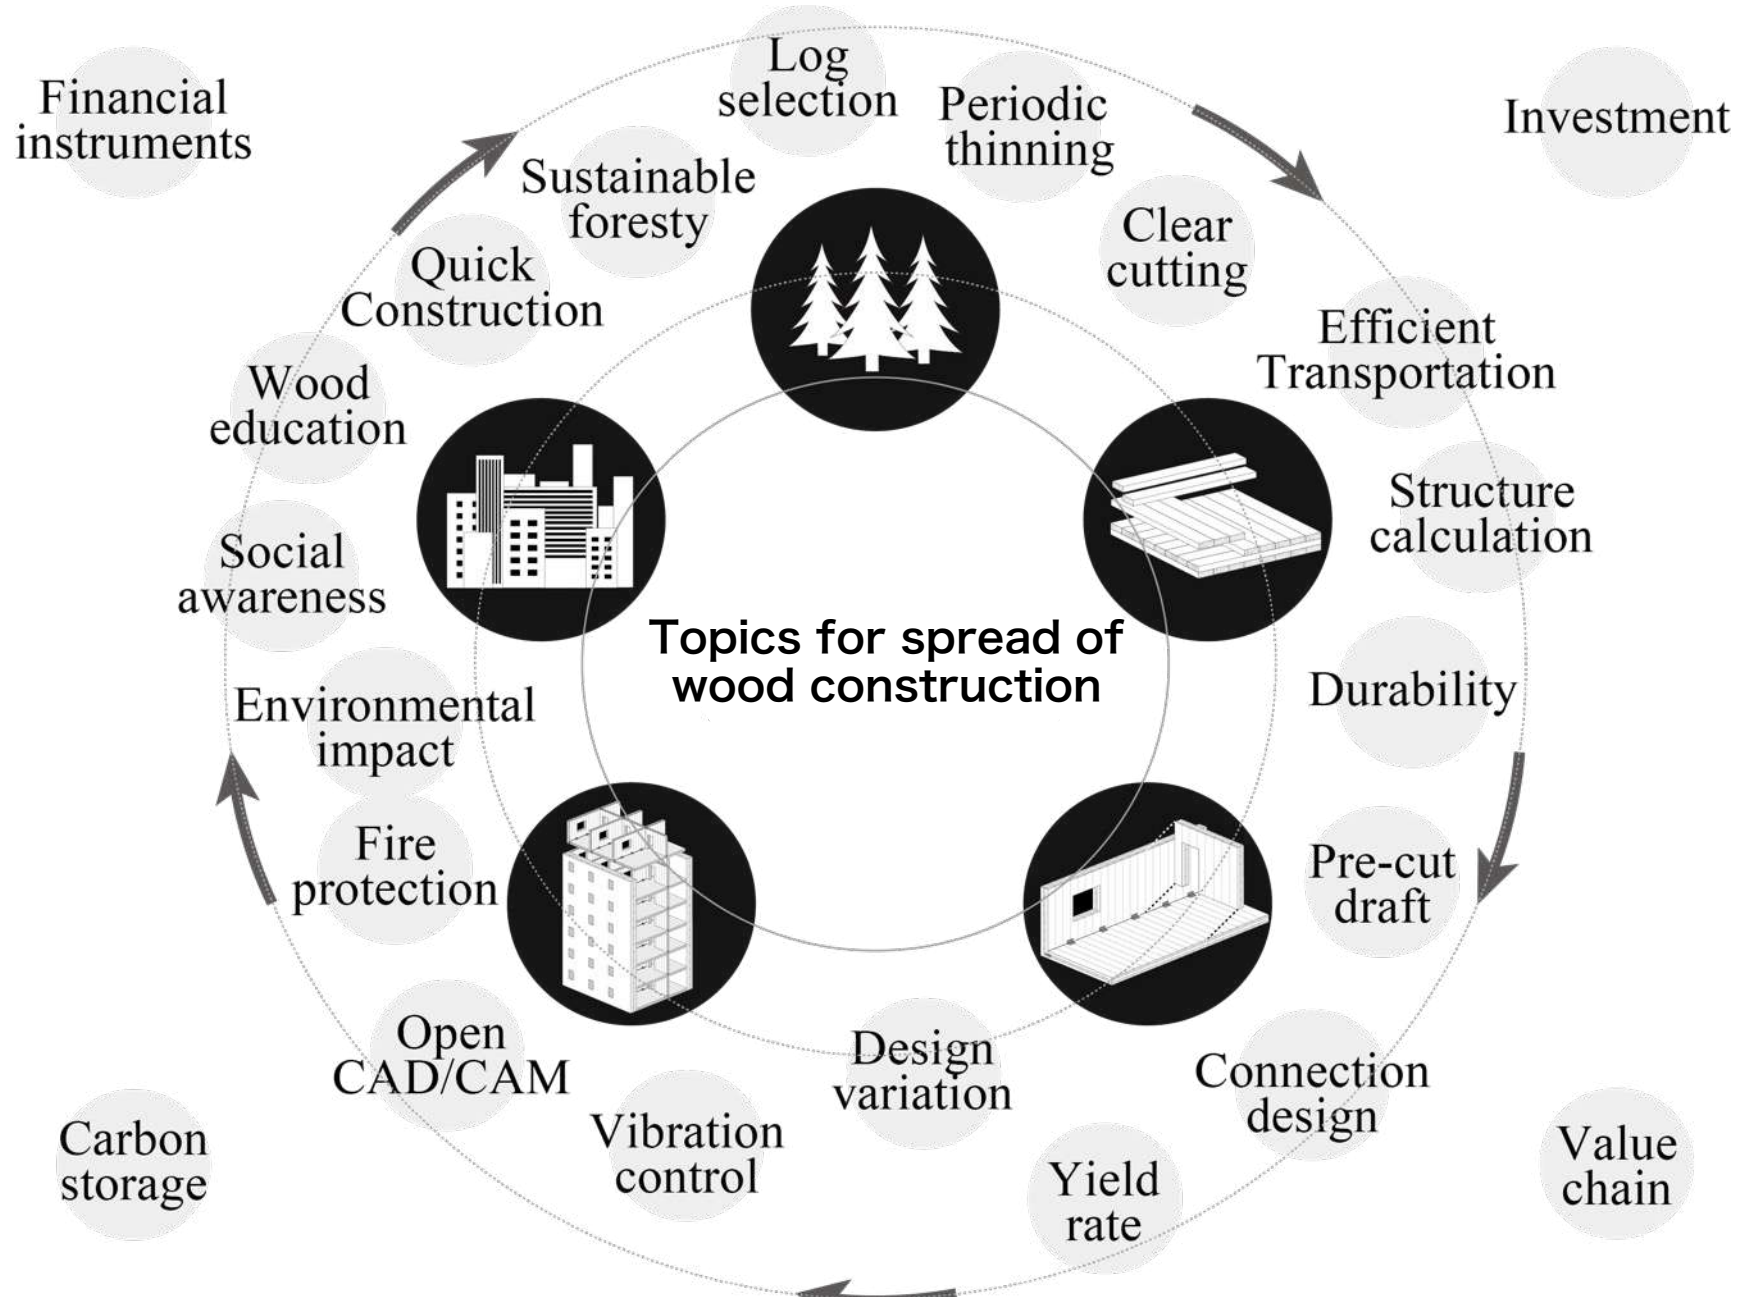 Financial
instruments
Log
selection
Periodic
thinning
Investment
Sustainable
foresty
Clear
cutting
Quick
Construction
Efficient
Transportation
Wood
education
Structure
calculation
Social
awareness
Topics for spread of
wood construction
Durability
Environmental
impact
Fire
protection
Pre-cut
draft
Open
CAD/CAM
Design
variation
Connection
design
Vibration
control
Carbon
storage
Yield
rate
Value
chain